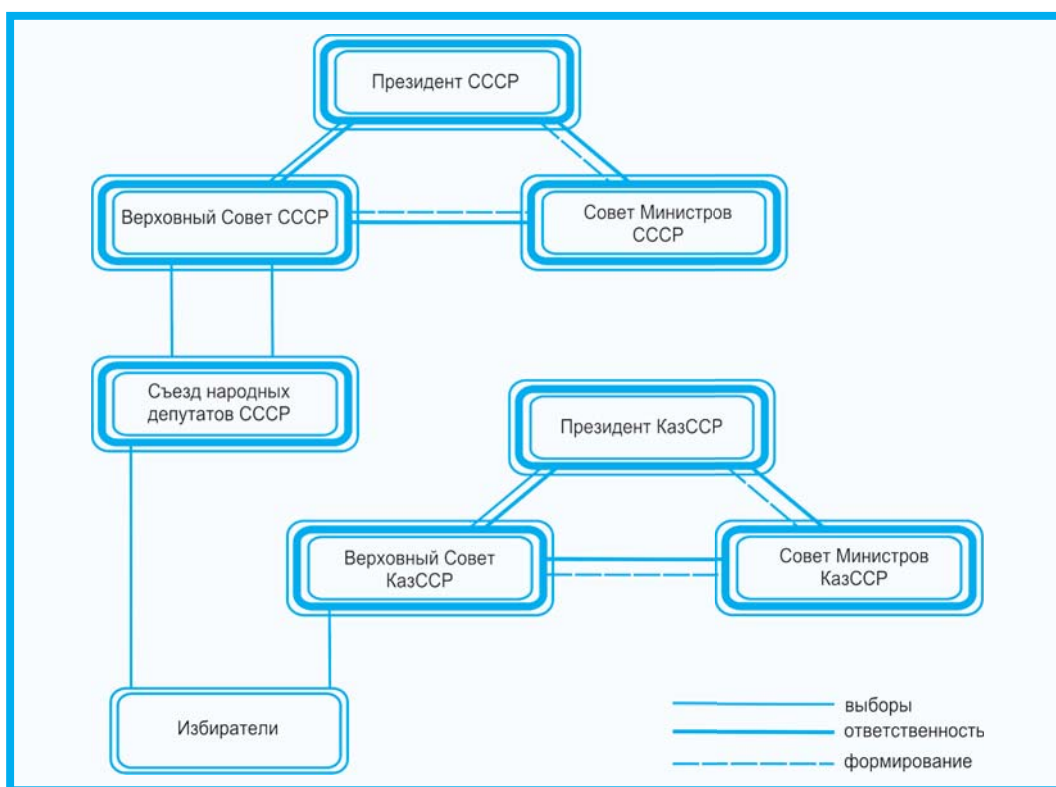 Президент СССР
Верховный Совет СССР
Совет Министров
СССР
Съезд народных
депутатов СССР
Президент КазССР
Верховный Совет
КазССР
Совет Министров
КазССР
Избиратели
выборы
ответственность
формирование